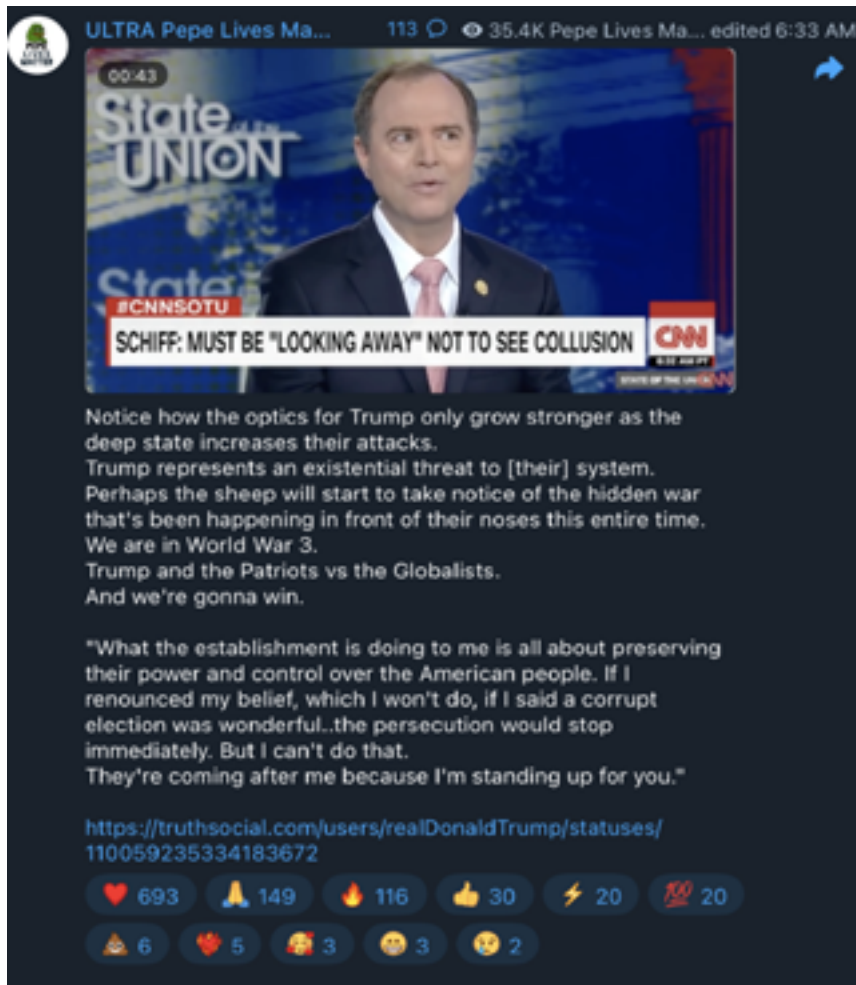 ULTRA Pepe Lives Ma... 113 35.4K Pepe Lives Ma... edited 6:33 AM
00:43
State of the
UNION
State
#CNNSOTU
SCHIFF: MUST BE "LOOKING AWAY" NOT TO SEE COLLUSION
CNN
STATE OF THE UNION
CNN
Notice how the optics for Trump only grow stronger as the
deep state increases their attacks.
Trump represents an existential threat to [their] system.
Perhaps the sheep will start to take notice of the hidden war
that's been happening in front of their noses this entire time.
We are in World War 3.
Trump and the Patriots vs the Globalists.
And we're gonna win.
"What the establishment is doing to me is all about preserving
their power and control over the American people. If I
renounced my belief, which I won't do, if I said a corrupt
election was wonderful..the persecution would stop
immediately. But I can't do that.
They're coming after me because I'm standing up for you."
https://truthsocial.com/users/realDonaldTrump/statuses/
110059235334183672
❤️ 693 🙏 149 🔥 116 👍 30 ⚡ 20 💯 20
💩 6 ❤️‍🔥 5 🥰 3 😁 3 😢 2